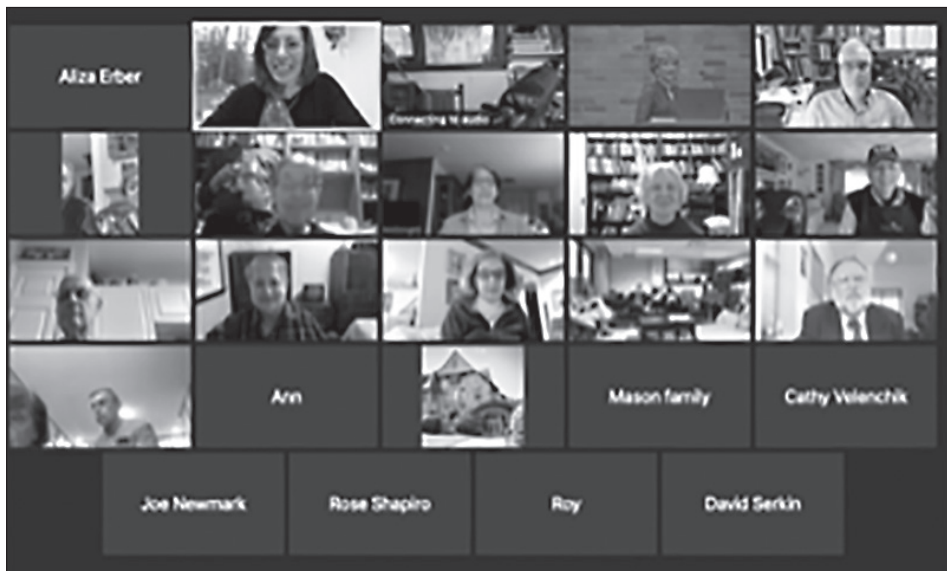 Aliza Erber
Connecting to audio
Ann
Mason family
Cathy Velenchik
Joe Newmark
Rose Shapiro
Roy
David Serkin